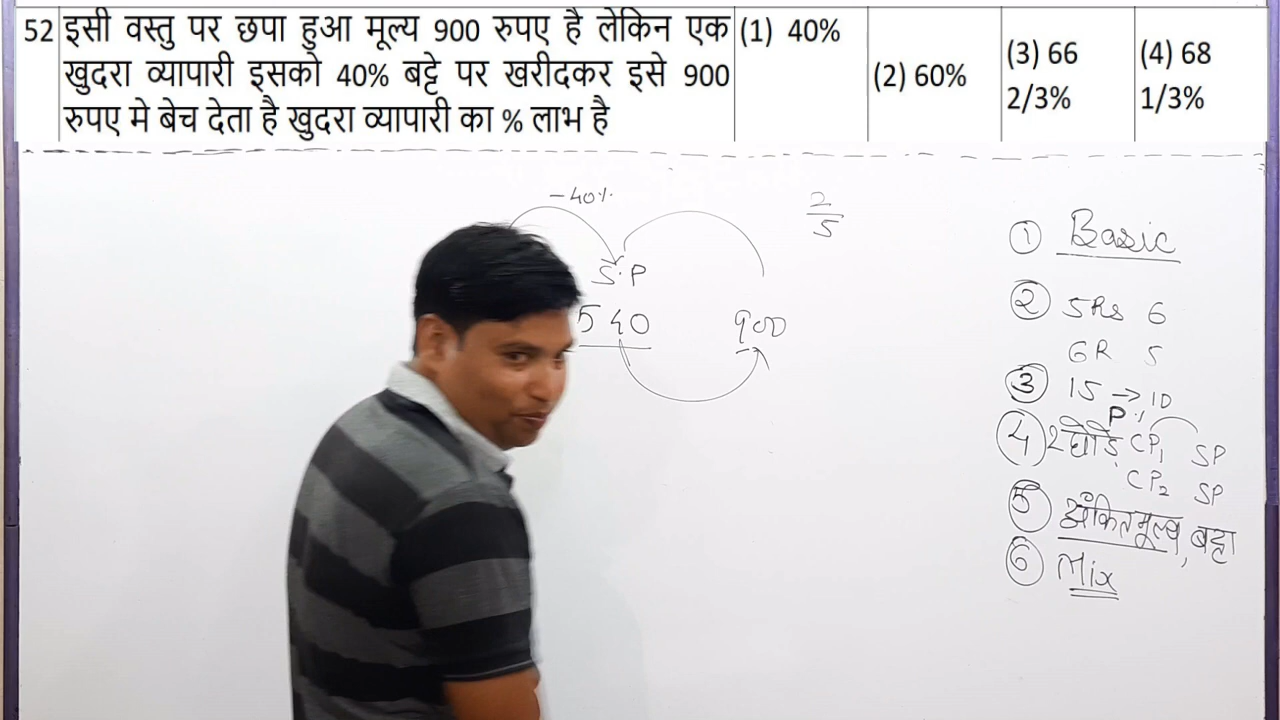 52 इसी वस्तु पर छपा हुआ मूल्य 900 रुपए है लेकिन एक
खुदरा व्यापारी इसको 40% बट्टे पर खरीदकर इसे 900
रुपए मे बेच देता है खुदरा व्यापारी का % लाभ है
(1) 40%
(2) 60%
(3) 66
2/3%
(4) 68
1/3%
-40%
S.P
540
900
2/5
① Basic
② 5Rs 6
6R 5
③ 15 → 10
P%
④ 2 घोड़े CP₁ SP
CP₂ SP
⑤ अंकित मूल्य, बट्टा
⑥ Mix